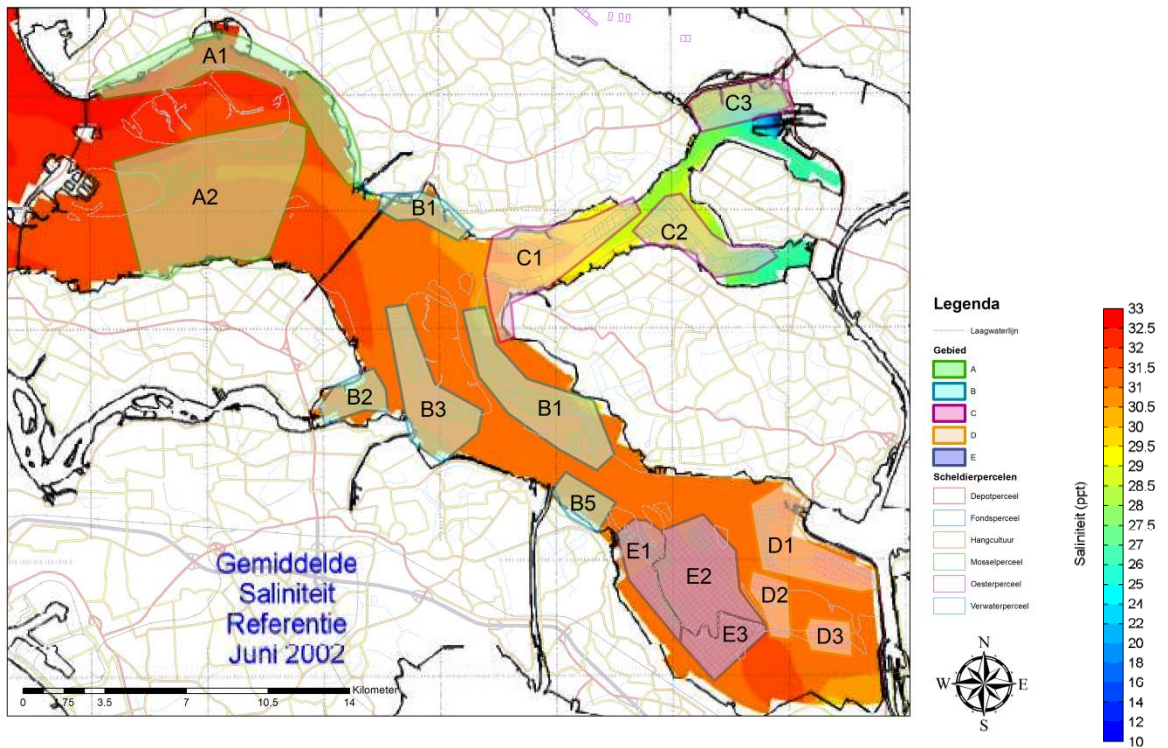 A1
A2
B1
C3
C1
C2
B2
B3
B1
B5
E1
E2
E3
D1
D2
D3
Gemiddelde
Saliniteit
Referentie
Juni 2002
Kilometer
0 1.75 3.5 7 10.5 14
Legenda
Laagwaterlijn
Gebied
A
B
C
D
E
Scheldierpercelen
Depotperceel
Fondsperceel
Hangcultuur
Mosselperceel
Oesterperceel
Verwaterperceel
N
W E
S
Saliniteit (ppt)
33
32.5
32
31.5
31
30.5
30
29.5
29
28.5
28
27.5
26
25
24
22
20
18
16
14
12
10